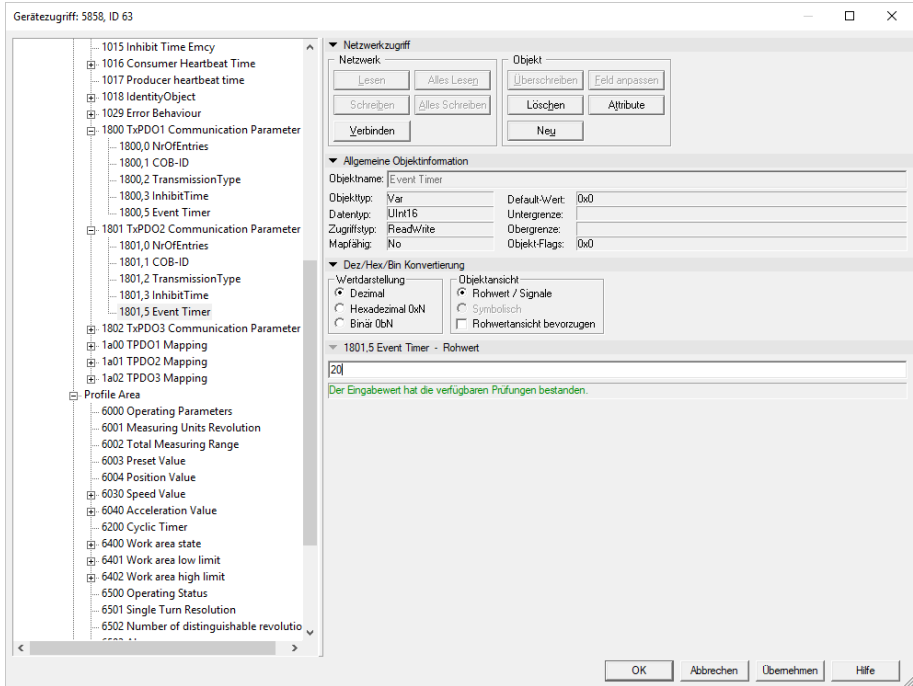 Gerätezugriff: 5858, ID 63
1015 Inhibit Time Emcy
1016 Consumer Heartbeat Time
1017 Producer heartbeat time
1018 IdentityObject
1029 Error Behaviour
1800 TxPDO1 Communication Parameter
1800,0 NrOfEntries
1800,1 COB-ID
1800,2 TransmissionType
1800,3 InhibitTime
1800,5 Event Timer
1801 TxPDO2 Communication Parameter
1801,0 NrOfEntries
1801,1 COB-ID
1801,2 TransmissionType
1801,3 InhibitTime
1801,5 Event Timer
1802 TxPDO3 Communication Parameter
1a00 TPDO1 Mapping
1a01 TPDO2 Mapping
1a02 TPDO3 Mapping
Profile Area
6000 Operating Parameters
6001 Measuring Units Revolution
6002 Total Measuring Range
6003 Preset Value
6004 Position Value
6030 Speed Value
6040 Acceleration Value
6200 Cyclic Timer
6400 Work area state
6401 Work area low limit
6402 Work area high limit
6500 Operating Status
6501 Single Turn Resolution
6502 Number of distinguishable revolutio
Netzwerkzugriff
Netzwerk
Lesen Alles Lesen
Schreiben Alles Schreiben
Verbinden
Objekt
Überschreiben Feld anpassen
Löschen Attribute
Neu
Allgemeine Objektinformation
Objektname: Event Timer
Objekttyp: Var Default-Wert: 0x0
Datentyp: UInt16 Untergrenze:
Zugriffstyp: ReadWrite Obergrenze:
Mapfähig: No Objekt-Flags: 0x0
Dez/Hex/Bin Konvertierung
Wertdarstellung
Dezimal
Hexadezimal 0xN
Binär 0bN
Objektansicht
Rohwert / Signale
Symbolisch
Rohwertansicht bevorzugen
1801,5 Event Timer - Rohwert
20
Der Eingabewert hat die verfügbaren Prüfungen bestanden.
OK Abbrechen Übernehmen Hilfe